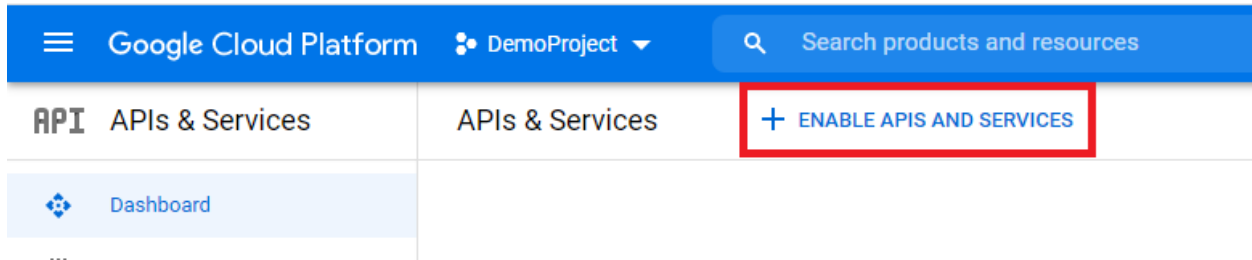 Google Cloud Platform DemoProject Search products and resources
API APIs & Services APIs & Services + ENABLE APIS AND SERVICES
Dashboard